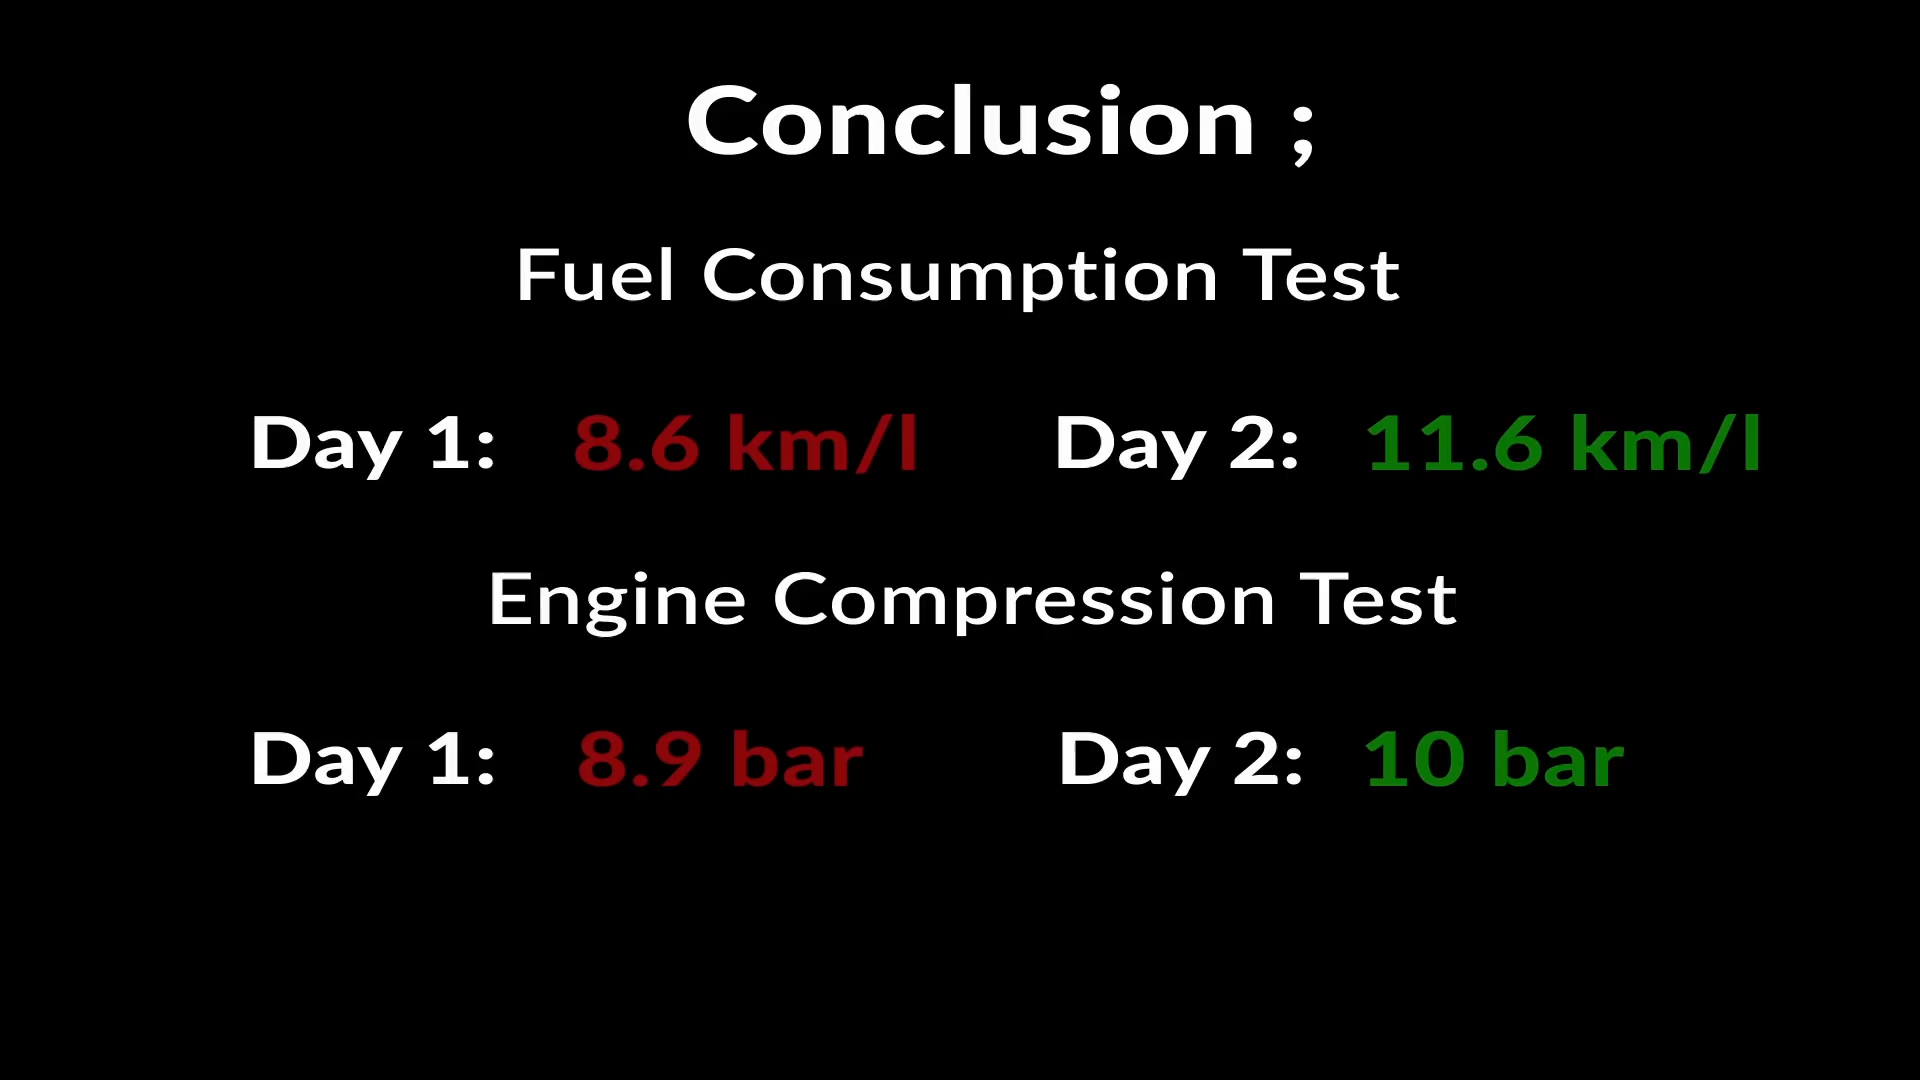 Conclusion ;
Fuel Consumption Test
Day 1: 8.6 km/l Day 2: 11.6 km/l
Engine Compression Test
Day 1: 8.9 bar Day 2: 10 bar